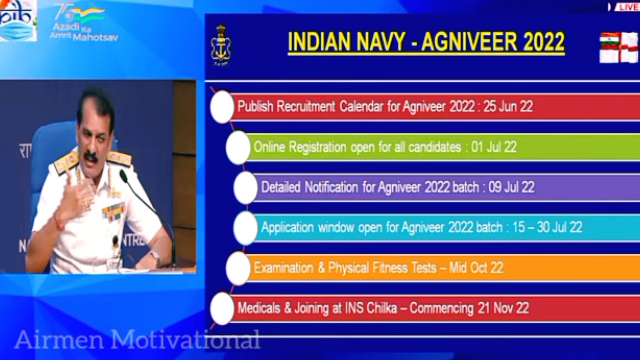 pib
75
Azadi Ka
Amrit Mahotsav
LIVE
INDIAN NAVY - AGNIVEER 2022
Publish Recruitment Calendar for Agniveer 2022 : 25 Jun 22
Online Registration open for all candidates : 01 Jul 22
Detailed Notification for Agniveer 2022 batch : 09 Jul 22
Application window open for Agniveer 2022 batch : 15 – 30 Jul 22
Examination & Physical Fitness Tests – Mid Oct 22
Medicals & Joining at INS Chilka – Commencing 21 Nov 22
Airmen Motivational